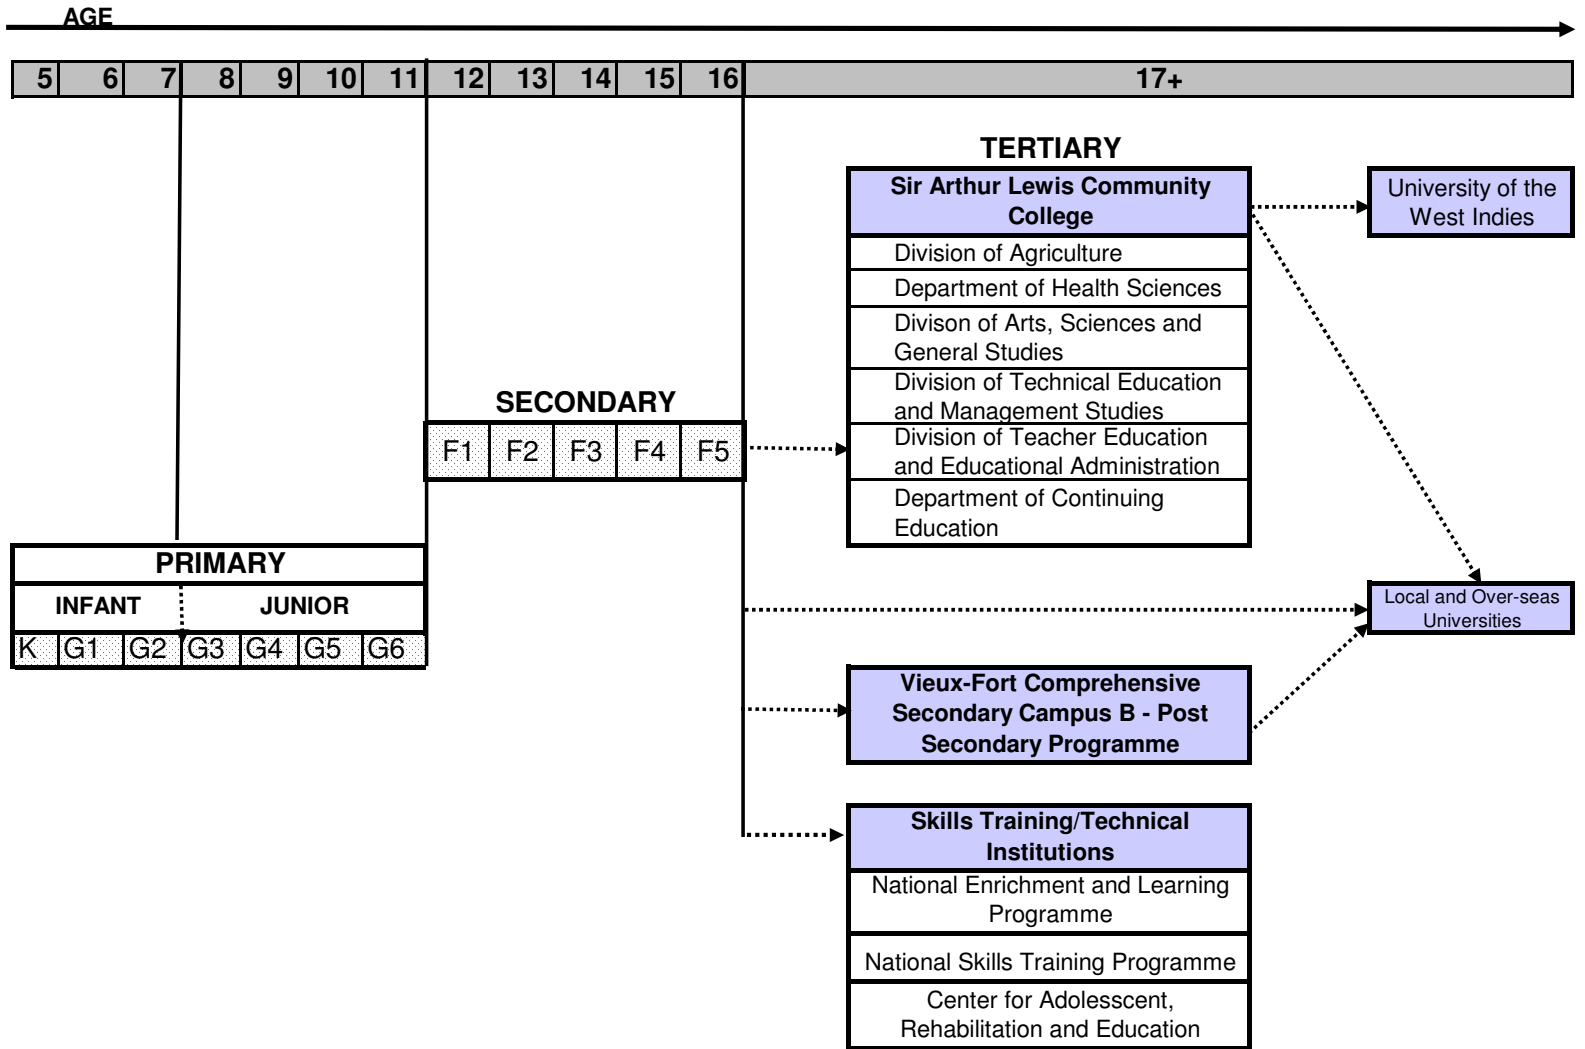 AGE
5 6 7 8 9 10 11 12 13 14 15 16 17+
TERTIARY
Sir Arthur Lewis Community
College
Division of Agriculture
Department of Health Sciences
Divison of Arts, Sciences and
General Studies
Division of Technical Education
and Management Studies
Division of Teacher Education
and Educational Administration
Department of Continuing
Education
University of the
West Indies
SECONDARY
F1 F2 F3 F4 F5
PRIMARY
INFANT JUNIOR
K G1 G2 G3 G4 G5 G6
Local and Over-seas
Universities
Vieux-Fort Comprehensive
Secondary Campus B - Post
Secondary Programme
Skills Training/Technical
Institutions
National Enrichment and Learning
Programme
National Skills Training Programme
Center for Adolesscent,
Rehabilitation and Education